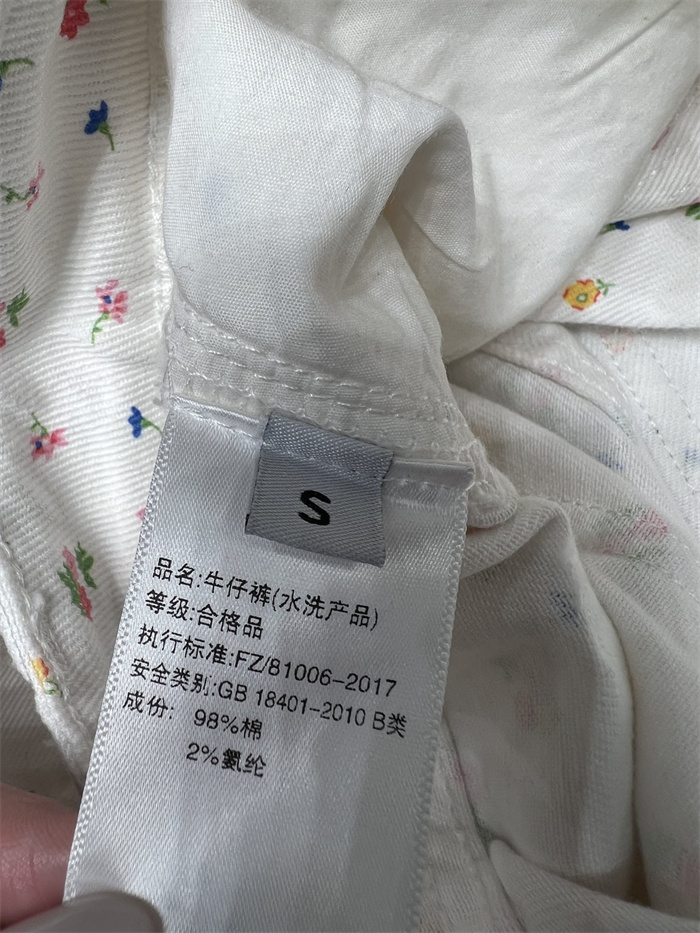 S
品名:牛仔裤(水洗产品)
等级:合格品
执行标准:FZ/81006-2017
安全类别:GB 18401-2010 B类
成份: 98%棉
2%氨纶